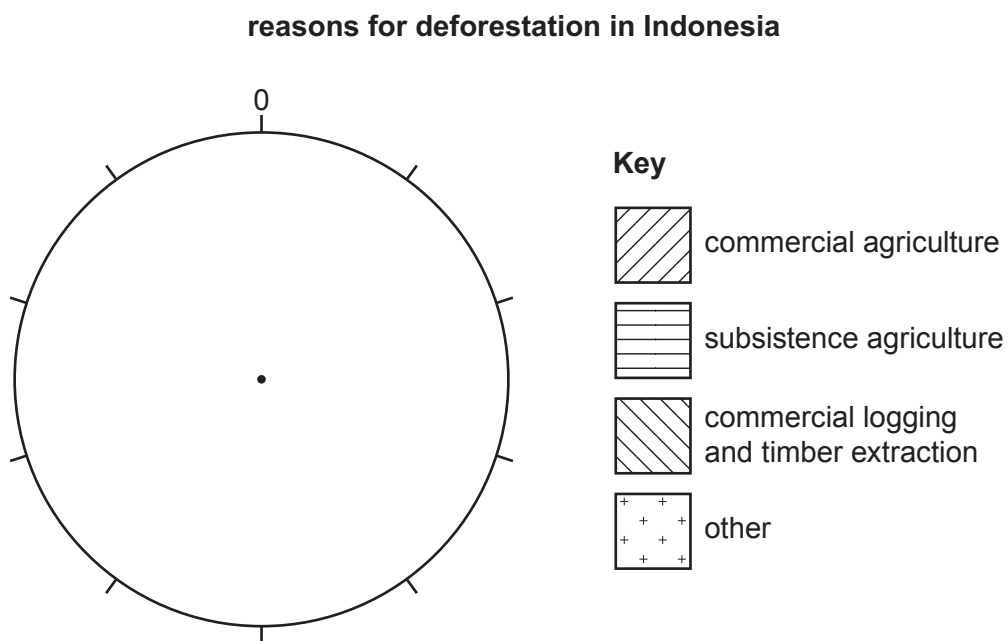 reasons for deforestation in Indonesia
0
Key
commercial agriculture
subsistence agriculture
commercial logging
and timber extraction
other